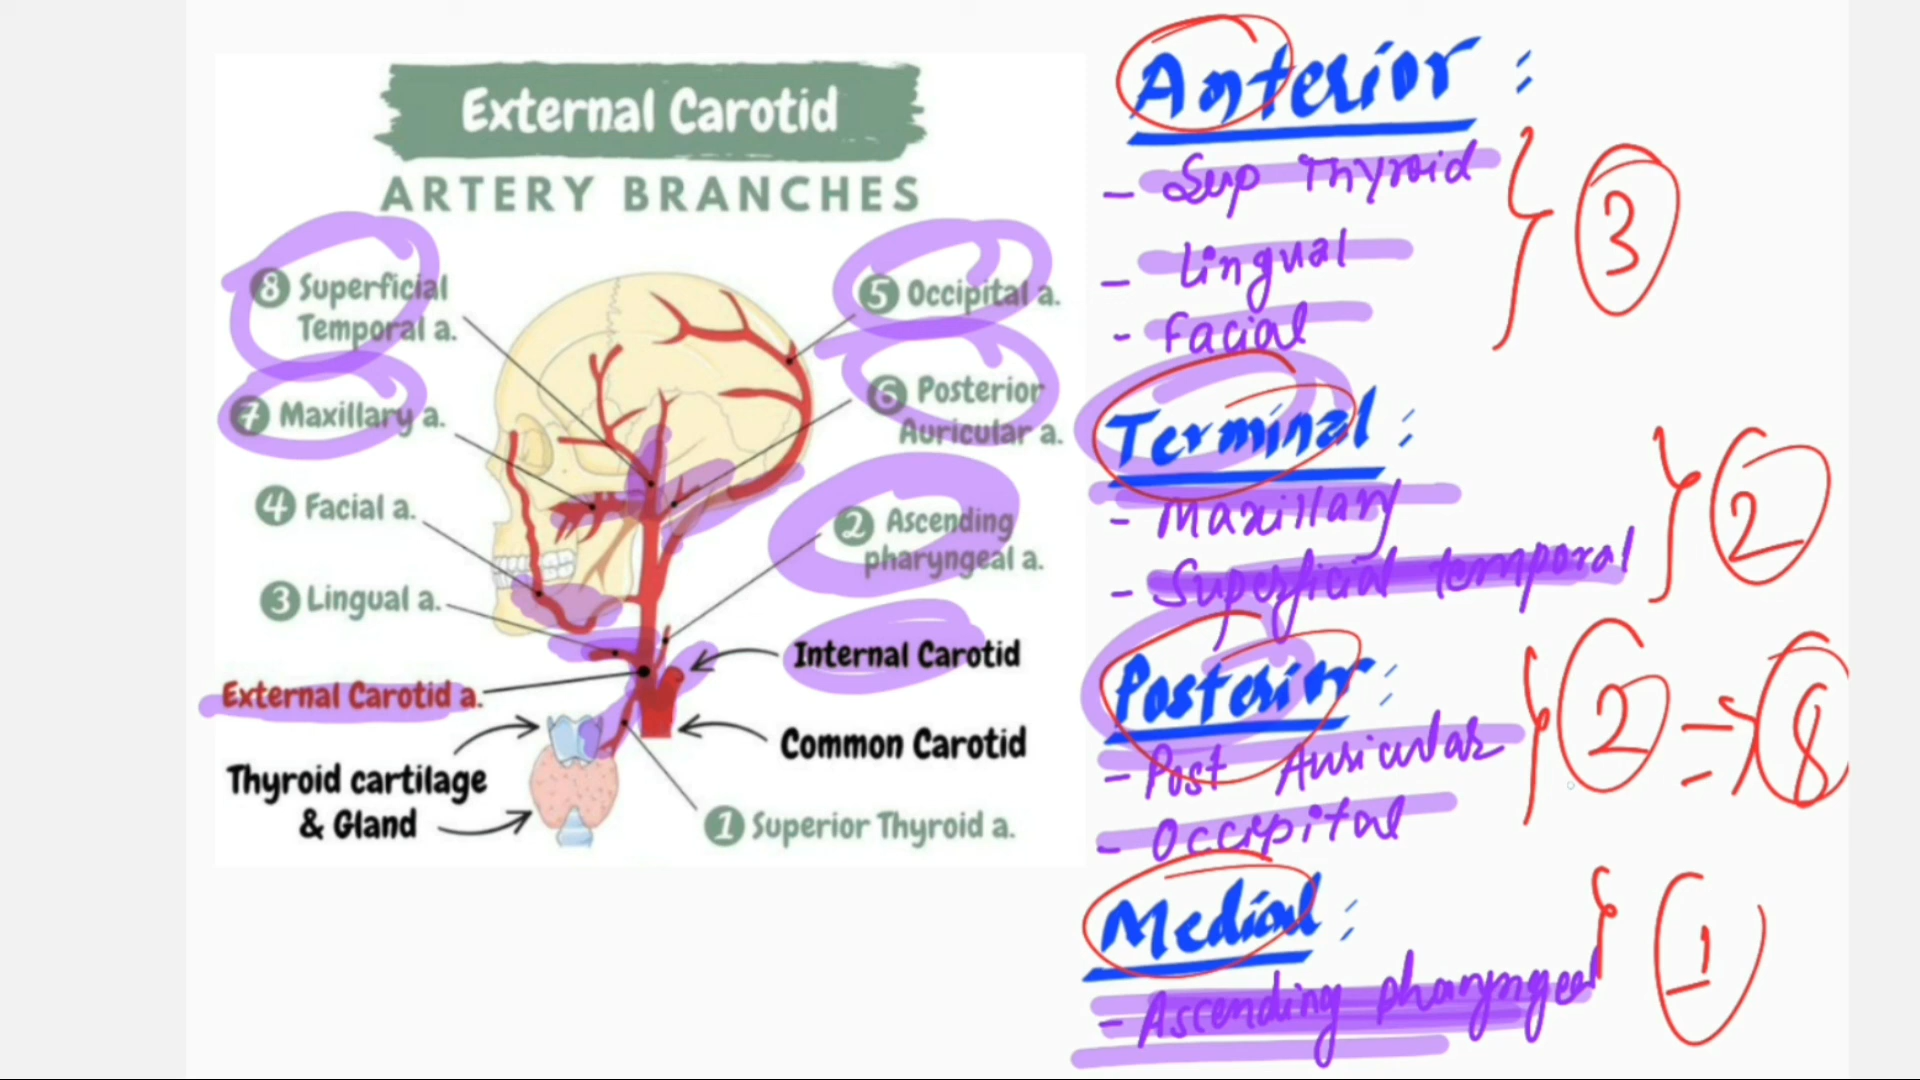 External Carotid
ARTERY BRANCHES
8 Superficial
Temporal a.
7 Maxillary a.
4 Facial a.
3 Lingual a.
External Carotid a.
Thyroid cartilage
& Gland
5 Occipital a.
6 Posterior
Auricular a.
2 Ascending
pharyngeal a.
Internal Carotid
Common Carotid
1 Superior Thyroid a.
Anterior :
- Sup Thyroid
- Lingual
- Facial
3
Terminal :
- Maxillary
- Superficial temporal
2
Posterior :
- Post Auricular
- Occipital
2 => 8
Medial :
- Ascending pharyngeal
1